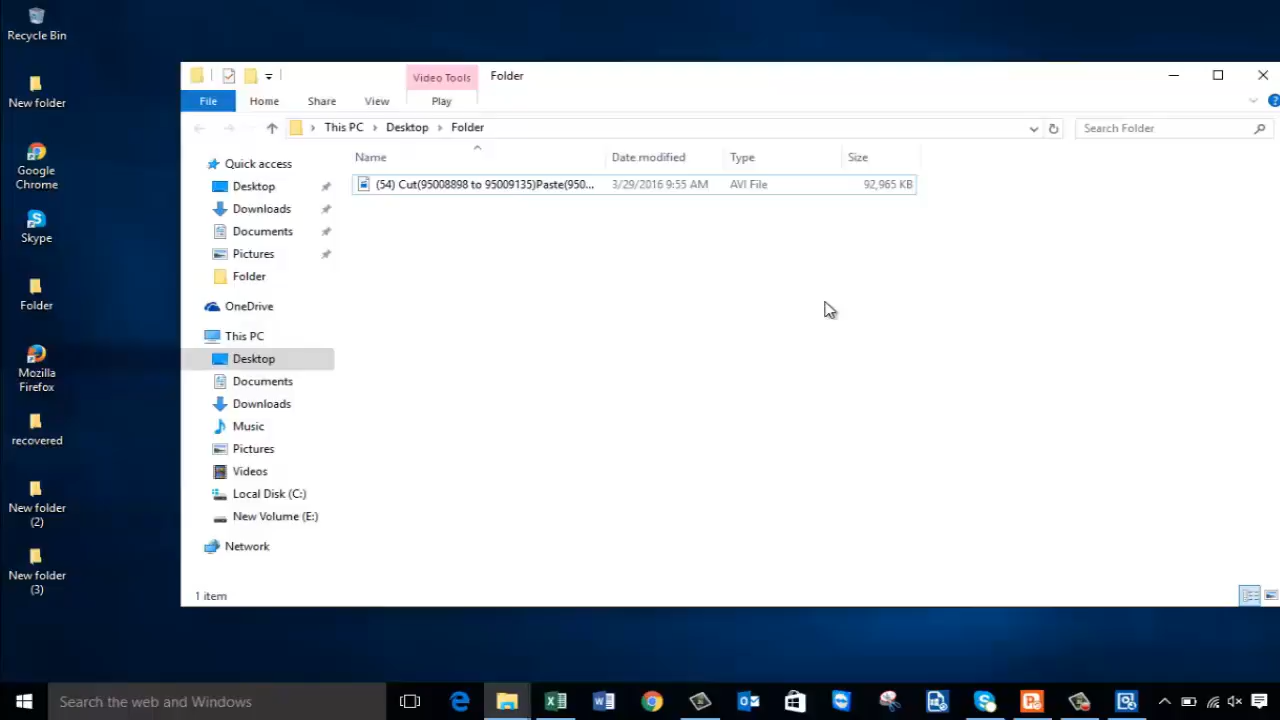 Recycle Bin
New folder
Google
Chrome
Skype
Folder
Mozilla
Firefox
recovered
New folder
(2)
New folder
(3)
Video Tools
Folder
File
Home
Share
View
Play
This PC
Desktop
Folder
Search Folder
Quick access
Desktop
Downloads
Documents
Pictures
Folder
OneDrive
This PC
Desktop
Documents
Downloads
Music
Pictures
Videos
Local Disk (C:)
New Volume (E:)
Network
Name
Date modified
Type
Size
(54) Cut(95008898 to 95009135)Paste(950...
3/29/2016 9:55 AM
AVI File
92,965 KB
1 item
Search the web and Windows